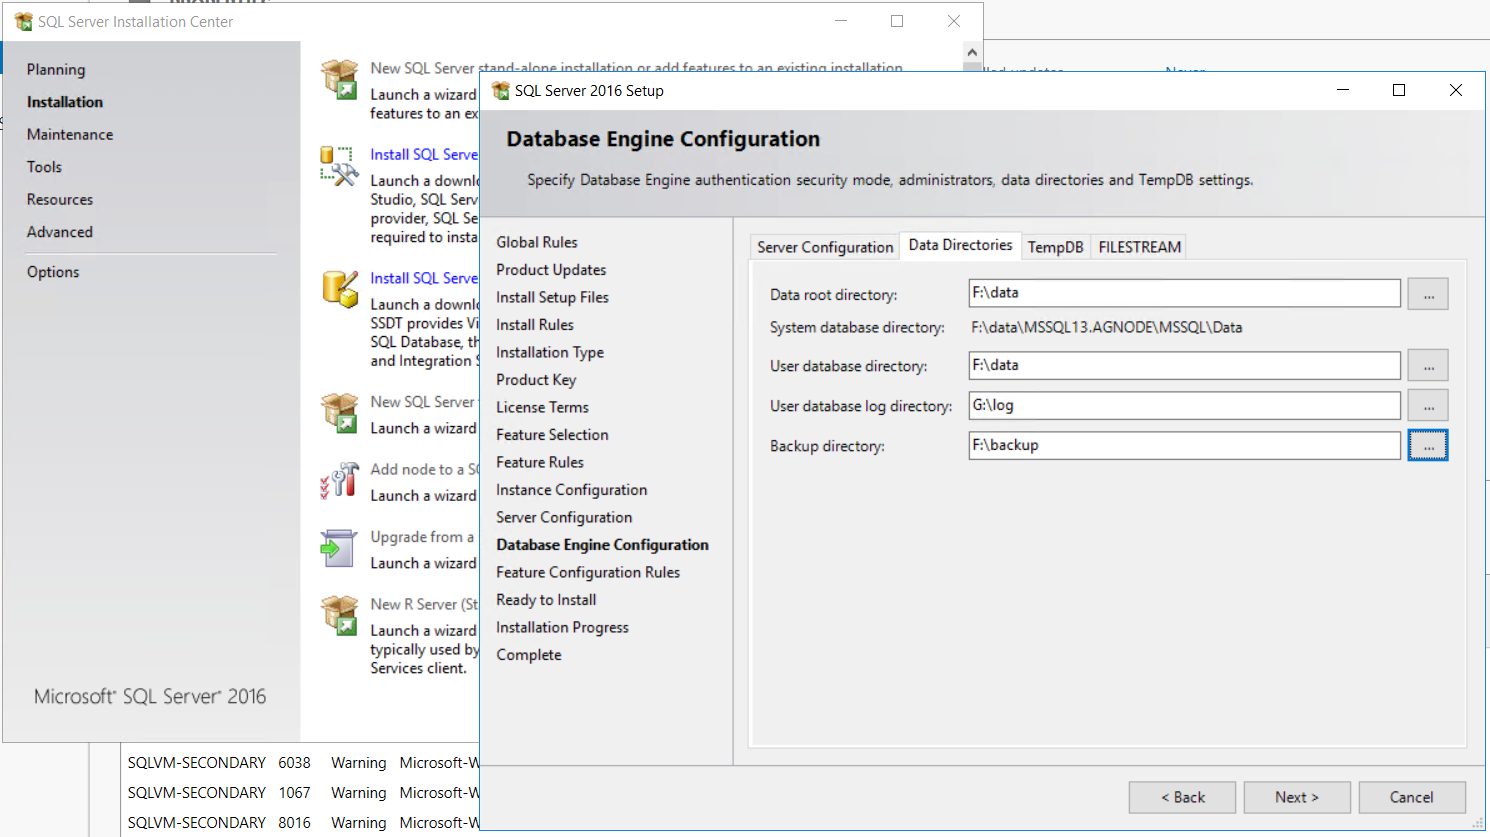 SQL Server Installation Center
Planning
Installation
Maintenance
Tools
Resources
Advanced
Options
Microsoft® SQL Server® 2016
New SQL Server stand-alone installation or add features to an existing installation
Launch a wizard
features to an ex
Install SQL Serve
Launch a downl
Studio, SQL Serv
provider, SQL Se
required to insta
Install SQL Serve
Launch a downl
SSDT provides Vi
SQL Database, th
and Integration S
New SQL Server
Launch a wizard
Add node to a SQ
Launch a wizard
Upgrade from a
Launch a wizard
New R Server (St
Launch a wizard
typically used by
Services client.
Never
SQL Server 2016 Setup
Database Engine Configuration
Specify Database Engine authentication security mode, administrators, data directories and TempDB settings.
Global Rules
Product Updates
Install Setup Files
Install Rules
Installation Type
Product Key
License Terms
Feature Selection
Feature Rules
Instance Configuration
Server Configuration
Database Engine Configuration
Feature Configuration Rules
Ready to Install
Installation Progress
Complete
Server Configuration Data Directories TempDB FILESTREAM
Data root directory: F:\data ...
System database directory: F:\data\MSSQL13.AGNODE\MSSQL\Data
User database directory: F:\data ...
User database log directory: G:\log ...
Backup directory: F:\backup ...
< Back Next > Cancel
SQLVM-SECONDARY 6038 Warning Microsoft-W
SQLVM-SECONDARY 1067 Warning Microsoft-W
SQLVM-SECONDARY 8016 Warning Microsoft-W